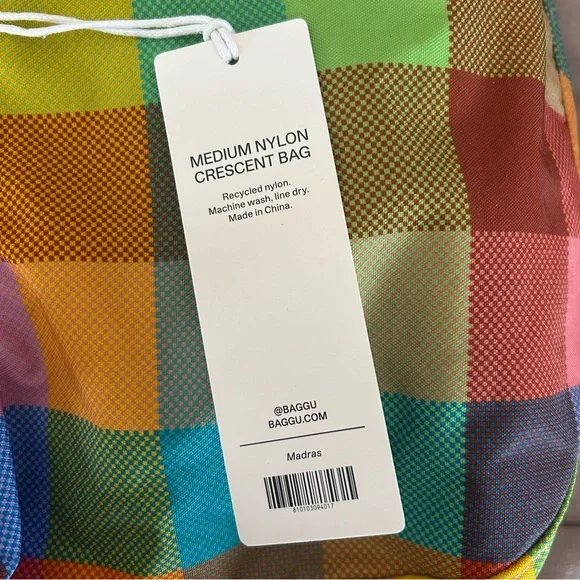 MEDIUM NYLON
CRESCENT BAG
Recycled nylon.
Machine wash, line dry.
Made in China.
@BAGGU
BAGGU.COM
Madras
810103094017